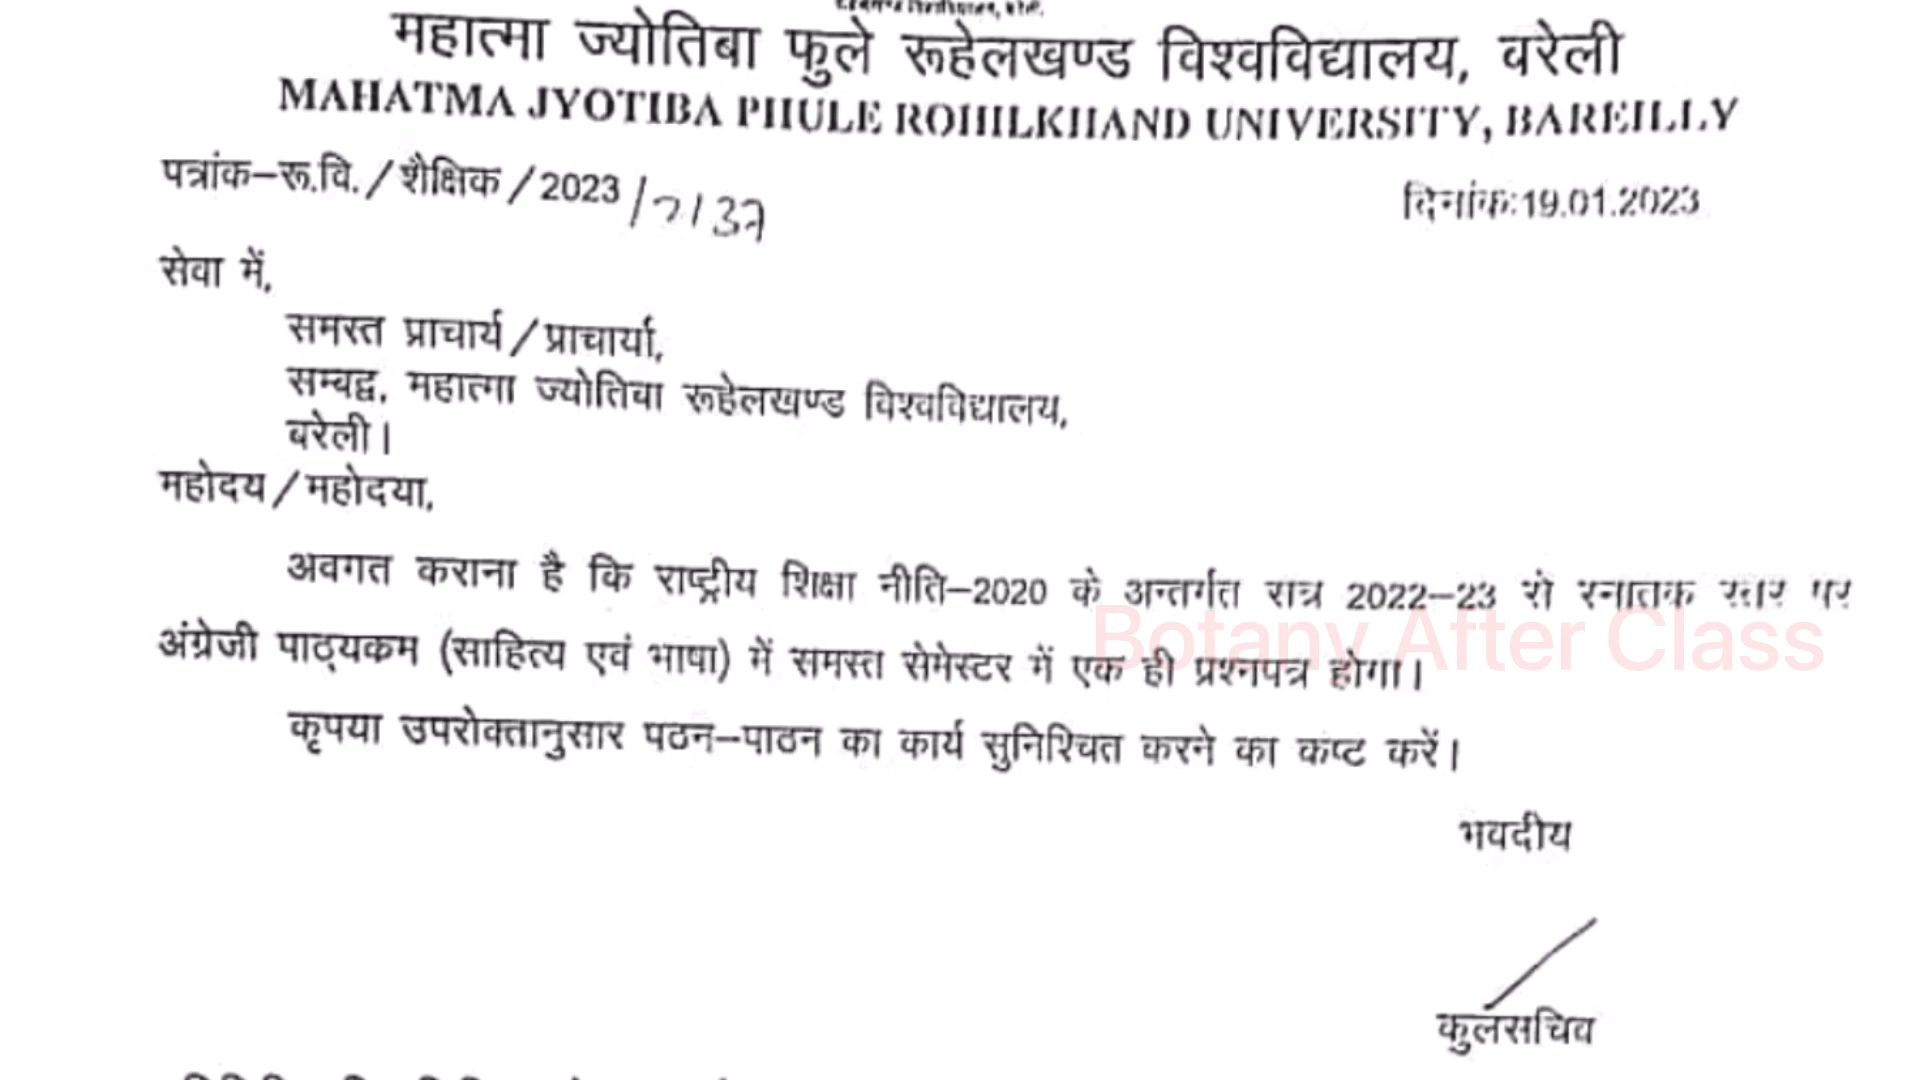 महात्मा ज्योतिबा फुले रूहेलखण्ड विश्वविद्यालय, बरेली
MAHATMA JYOTIBA PHULE ROHILKHAND UNIVERSITY, BAREILLY
पत्रांक–रू.वि./शैक्षिक/2023/
दिनांक:19.01.2023
सेवा में,
समस्त प्राचार्य/प्राचार्या,
सम्बद्व, महात्मा ज्योतिबा रूहेलखण्ड विश्वविद्यालय,
बरेली।
महोदय/महोदया,
अवगत कराना है कि राष्ट्रीय शिक्षा नीति–2020 के अन्तर्गत सत्र 2022–23 से स्नातक स्तर पर
अंग्रेजी पाठ्यकम (साहित्य एवं भाषा) में समस्त सेमेस्टर में एक ही प्रश्नपत्र होगा।
Botany After Class
कृपया उपरोक्तानुसार पठन–पाठन का कार्य सुनिश्चित करने का कष्ट करें।
भवदीय
कुलसचिव